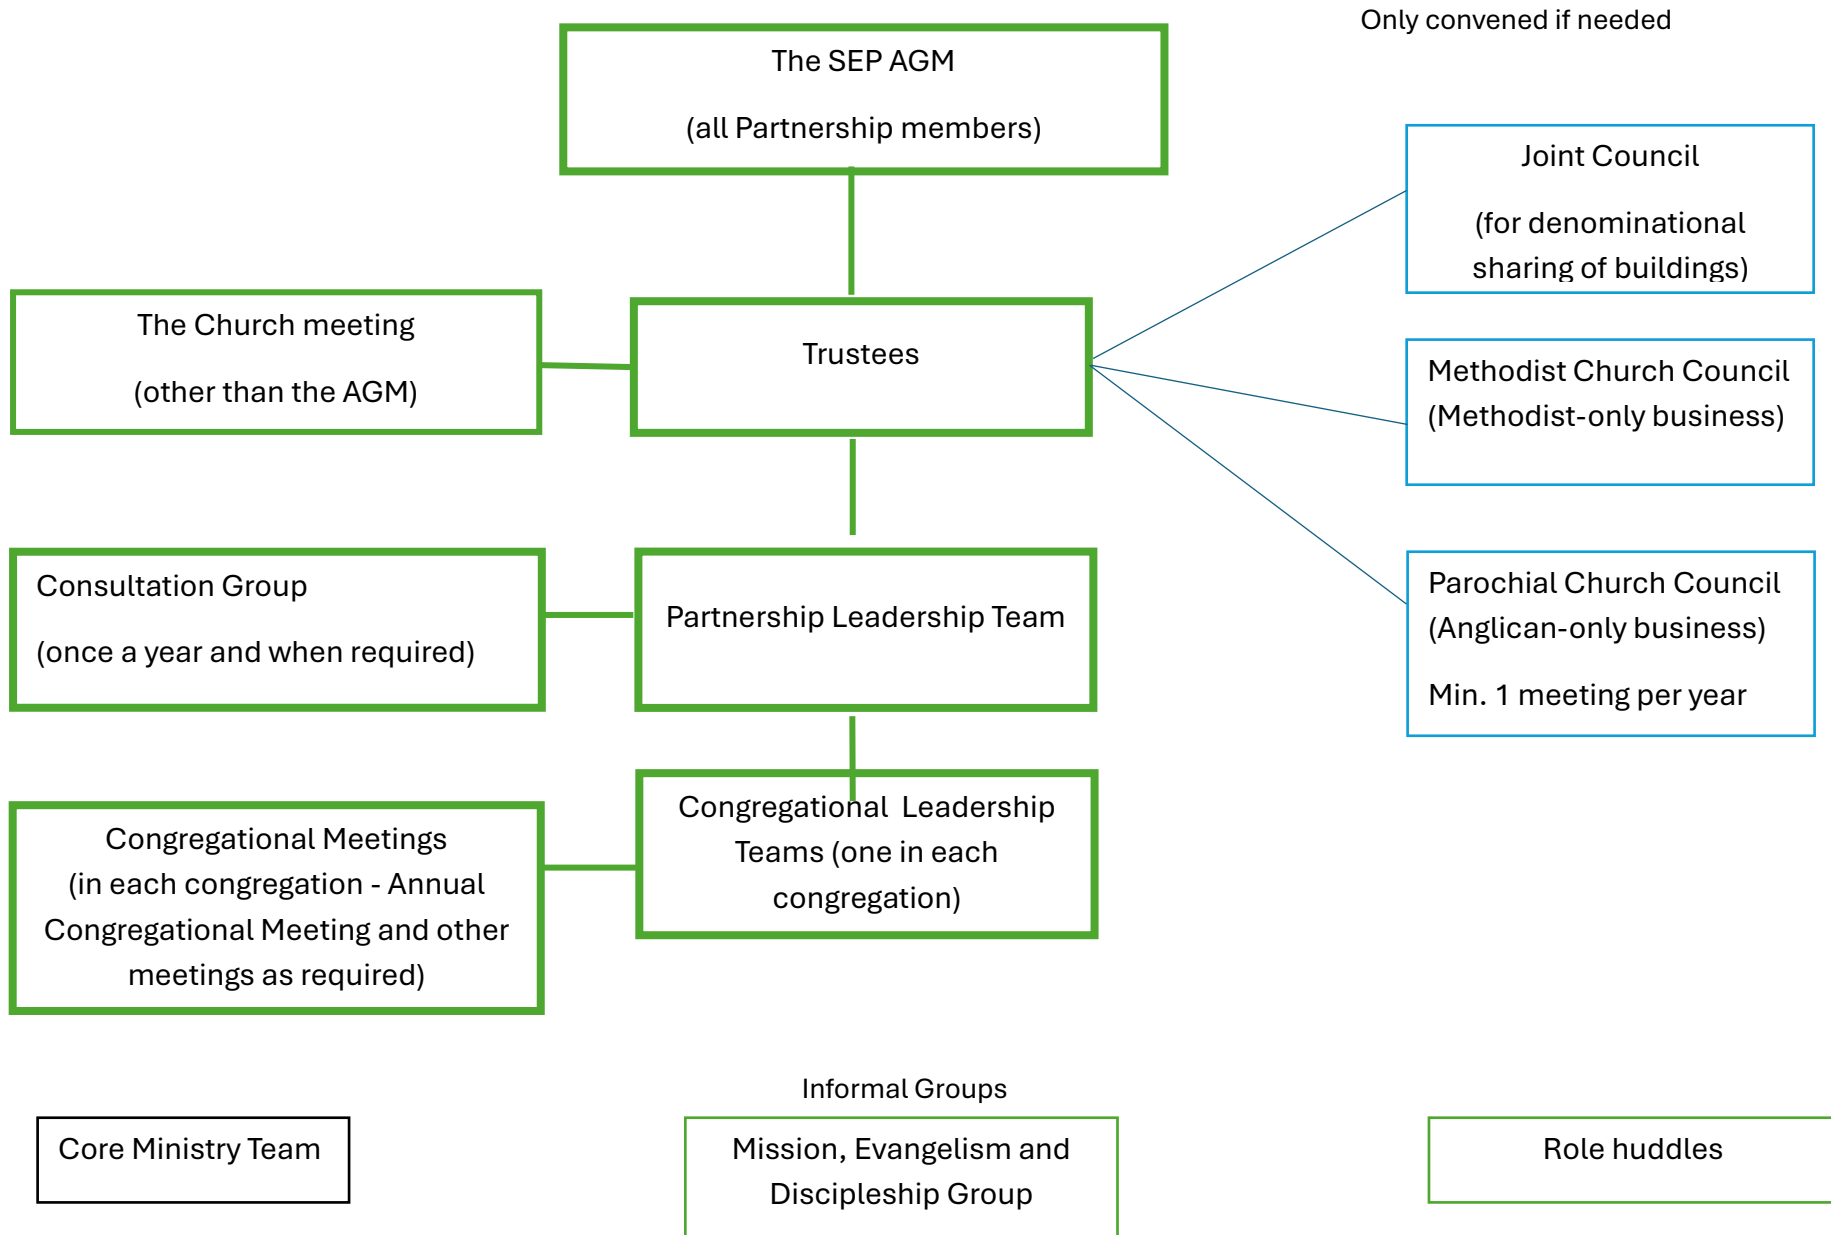 Only convened if needed
The SEP AGM
(all Partnership members)
Joint Council
(for denominational
sharing of buildings)
The Church meeting
(other than the AGM)
Trustees
Methodist Church Council
(Methodist-only business)
Consultation Group
(once a year and when required)
Partnership Leadership Team
Parochial Church Council
(Anglican-only business)
Min. 1 meeting per year
Congregational Meetings
(in each congregation - Annual
Congregational Meeting and other
meetings as required)
Congregational  Leadership
Teams (one in each
congregation)
Informal Groups
Core Ministry Team
Mission, Evangelism and
Discipleship Group
Role huddles